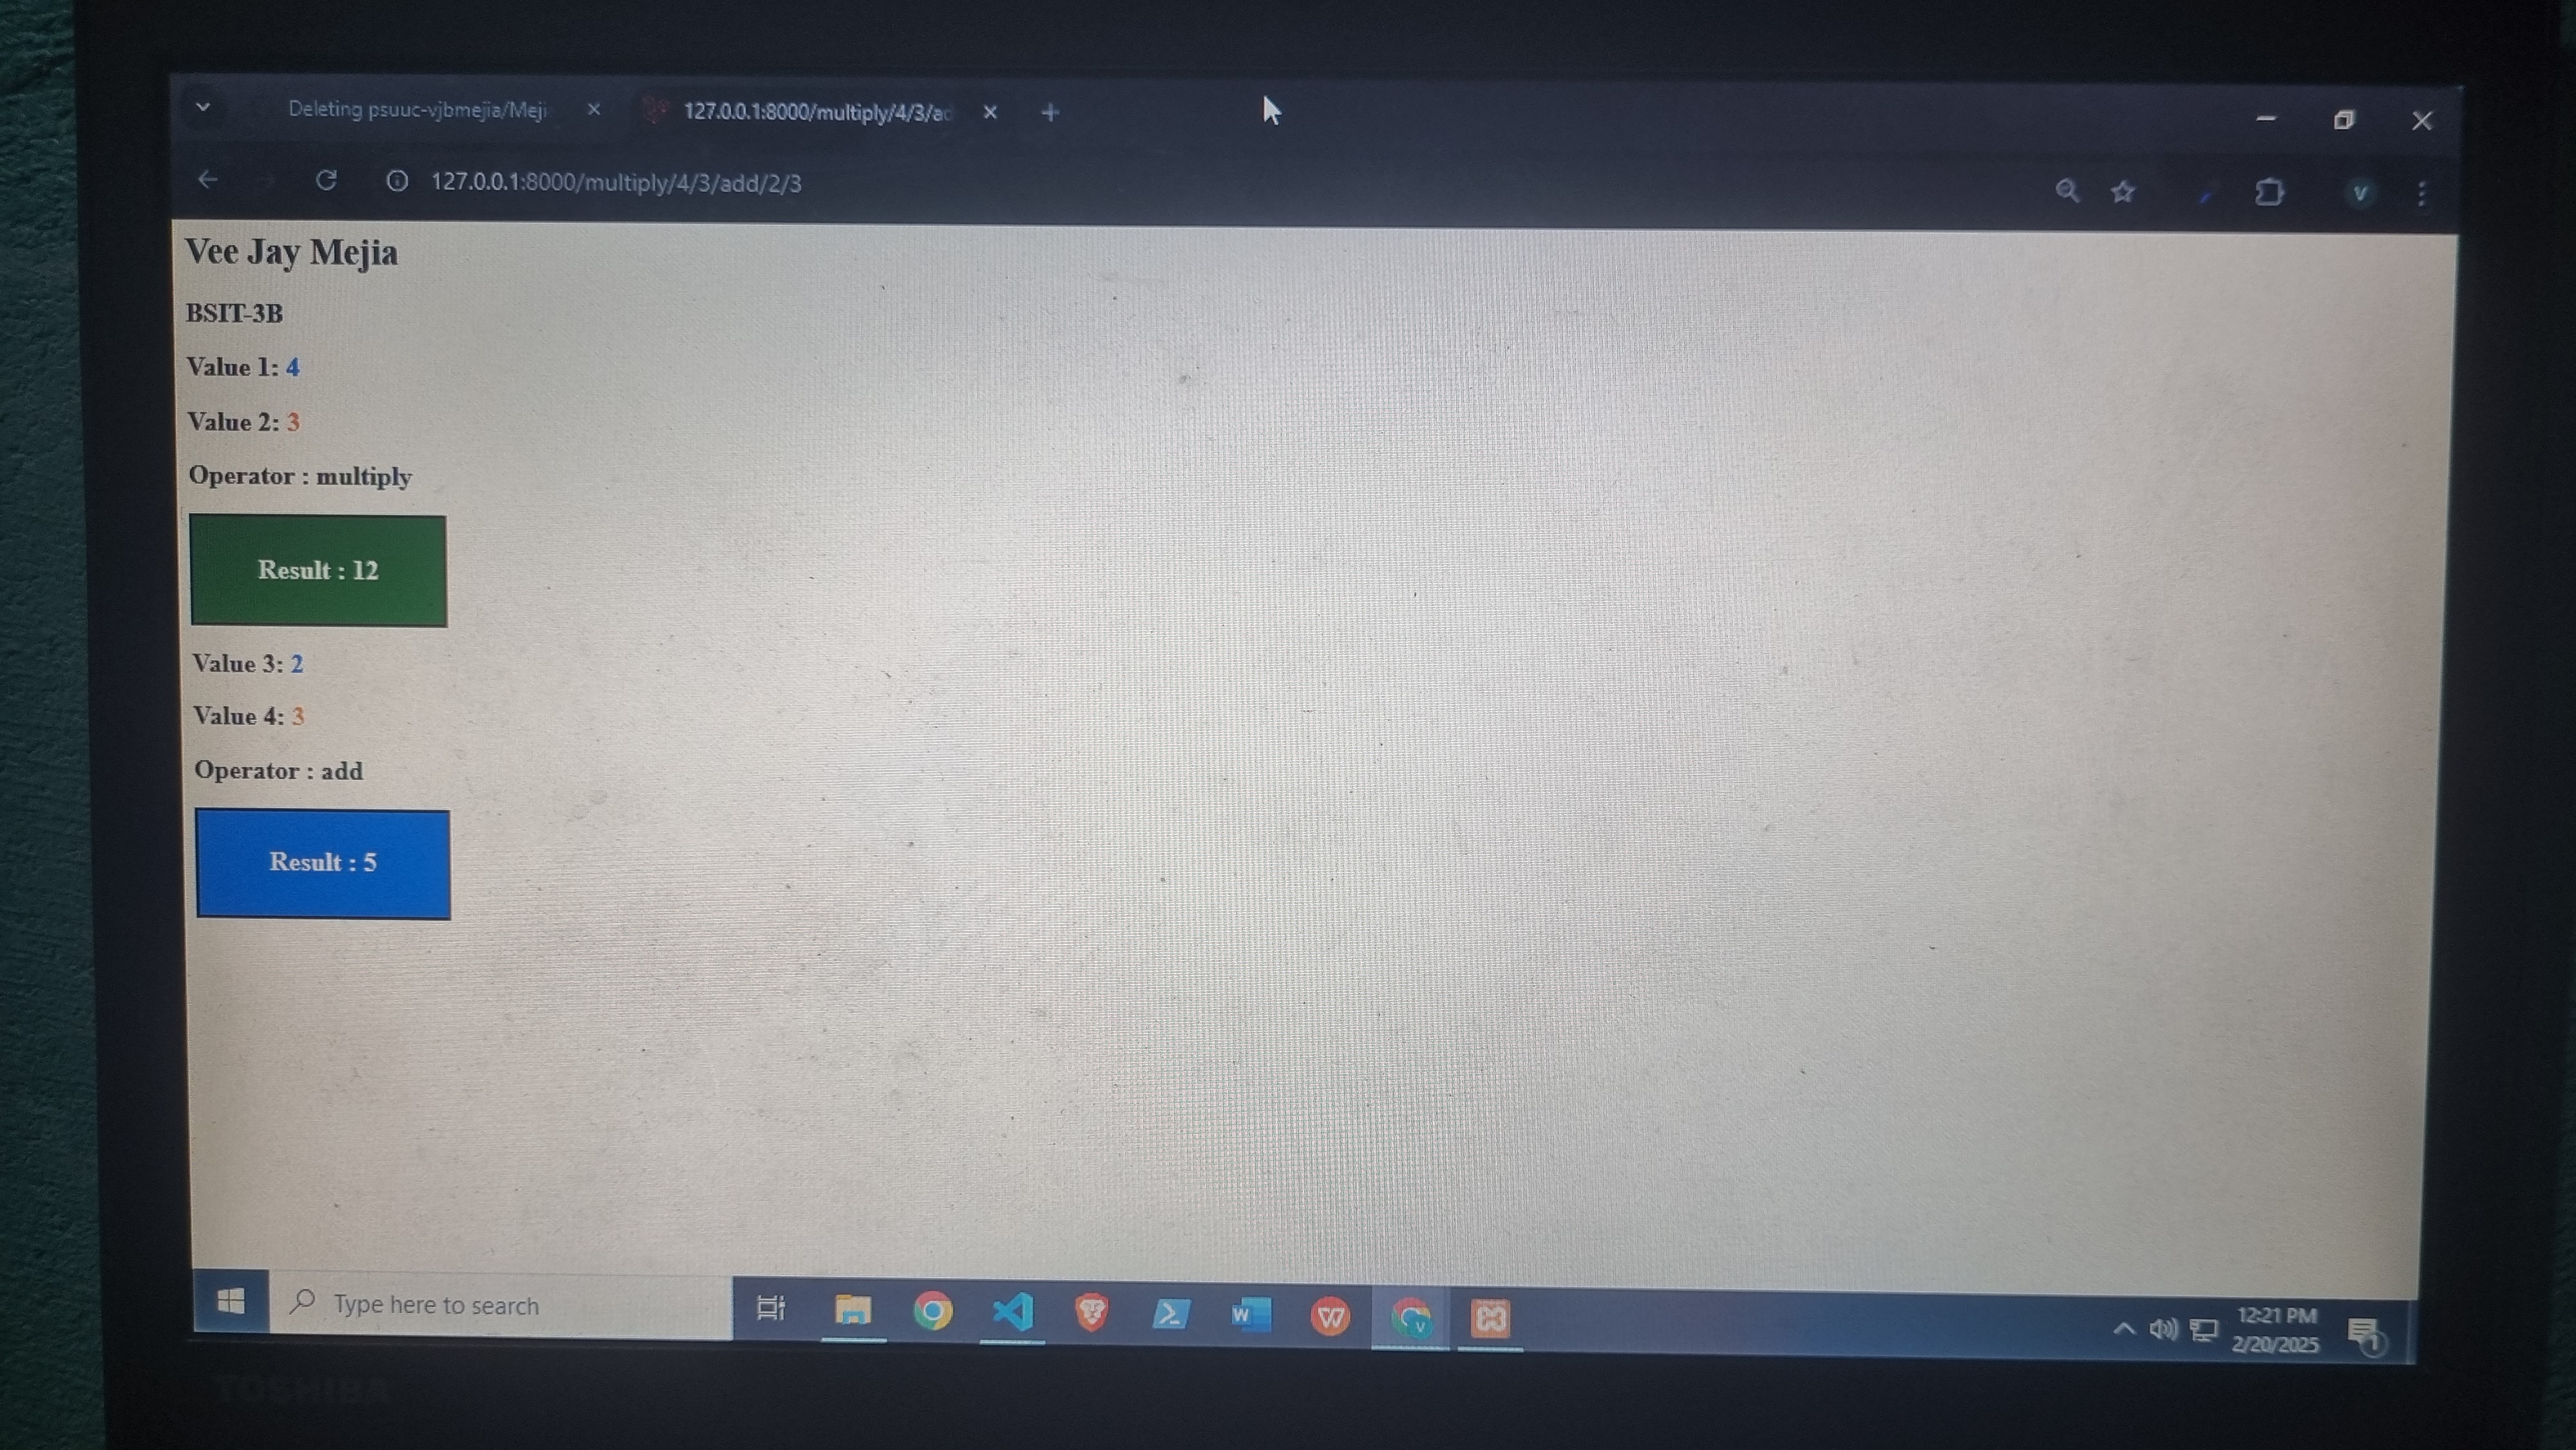 Deleting psuuc-vjbmejia/Meji
127.0.0.1:8000/multiply/4/3/ad
127.0.0.1:8000/multiply/4/3/add/2/3
V
Vee Jay Mejia
BSIT-3B
Value 1: 4
Value 2: 3
Operator : multiply
Result : 12
Value 3: 2
Value 4: 3
Operator : add
Result : 5
Type here to search
W
W
V
12:21 PM
2/20/2025
1
TOSHIBA